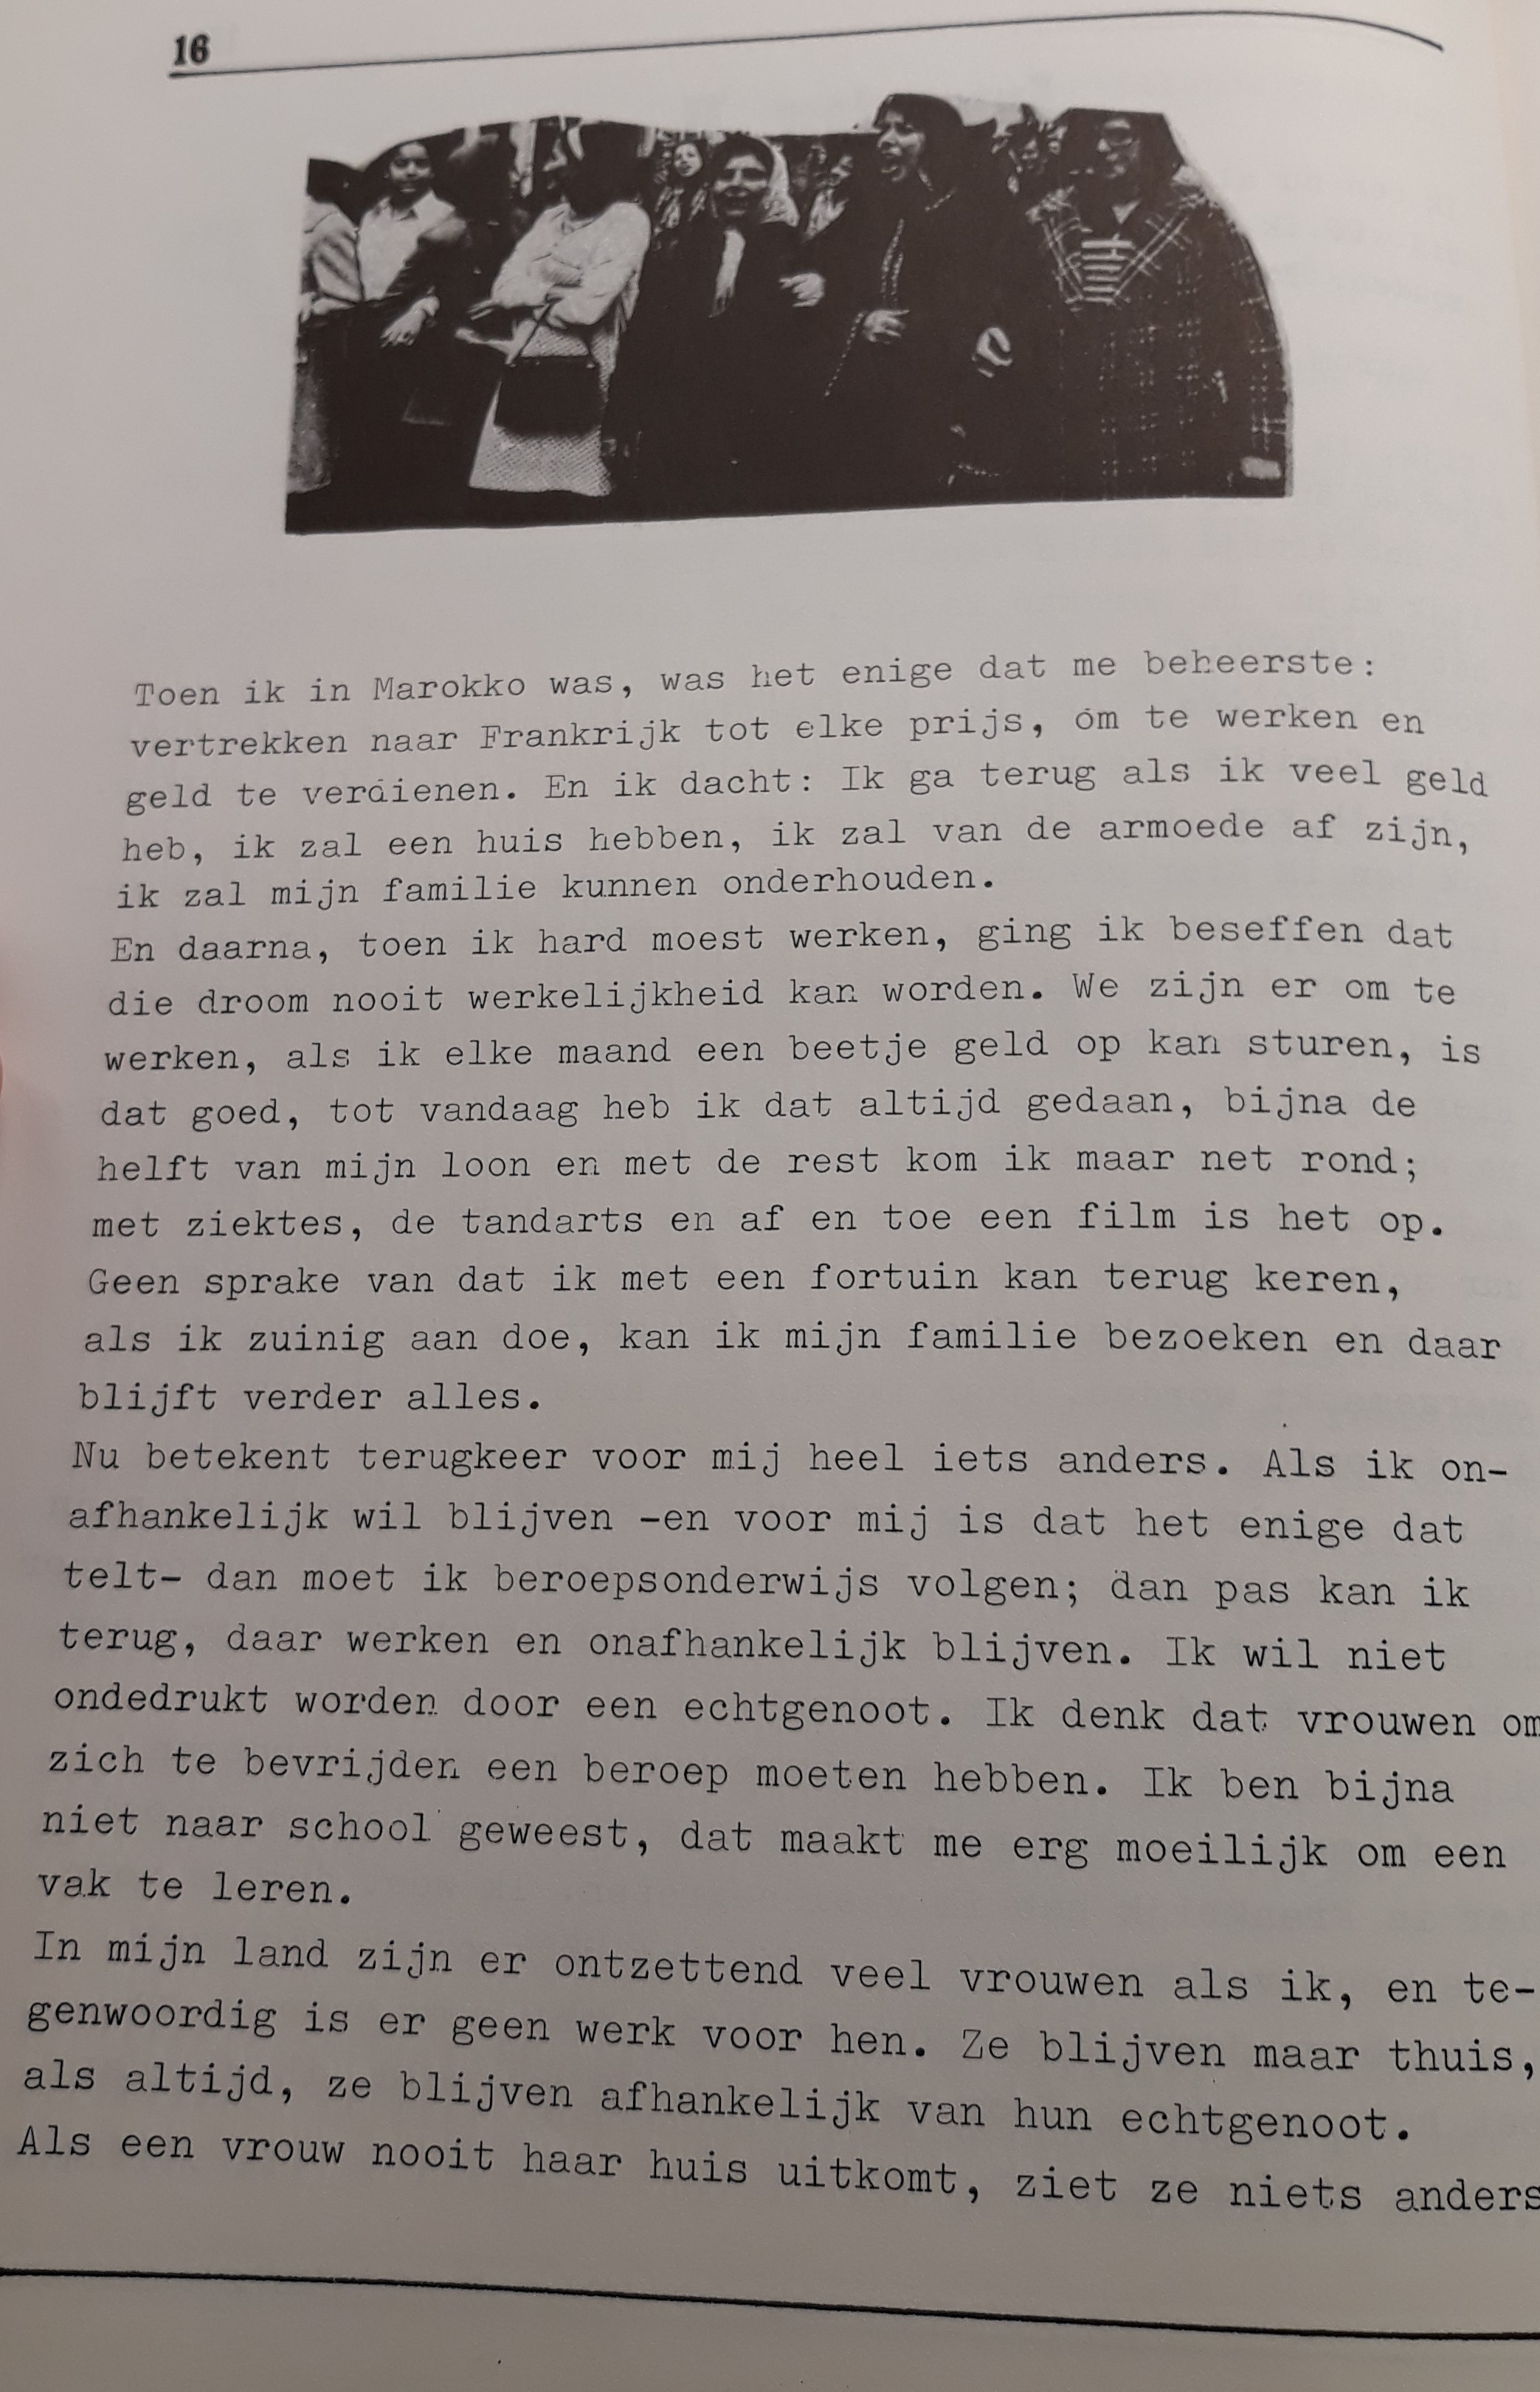 16
Toen ik in Marokko was, was het enige dat me beheerste:
vertrekken naar Frankrijk tot elke prijs, om te werken en
geld te verdienen. En ik dacht: Ik ga terug als ik veel geld
heb, ik zal een huis hebben, ik zal van de armoede af zijn,
ik zal mijn familie kunnen onderhouden.
En daarna, toen ik hard moest werken, ging ik beseffen dat
die droom nooit werkelijkheid kan worden. We zijn er om te
werken, als ik elke maand een beetje geld op kan sturen, is
dat goed, tot vandaag heb ik dat altijd gedaan, bijna de
helft van mijn loon en met de rest kom ik maar net rond;
met ziektes, de tandarts en af en toe een film is het op.
Geen sprake van dat ik met een fortuin kan terug keren,
als ik zuinig aan doe, kan ik mijn familie bezoeken en daar
blijft verder alles.
Nu betekent terugkeer voor mij heel iets anders. Als ik on-
afhankelijk wil blijven -en voor mij is dat het enige dat
telt- dan moet ik beroepsonderwijs volgen; dan pas kan ik
terug, daar werken en onafhankelijk blijven. Ik wil niet
ondedrukt worden door een echtgenoot. Ik denk dat vrouwen om
zich te bevrijden een beroep moeten hebben. Ik ben bijna
niet naar school geweest, dat maakt me erg moeilijk om een
vak te leren.
In mijn land zijn er ontzettend veel vrouwen als ik, en te-
genwoordig is er geen werk voor hen. Ze blijven maar thuis,
als altijd, ze blijven afhankelijk van hun echtgenoot.
Als een vrouw nooit haar huis uitkomt, ziet ze niets anders